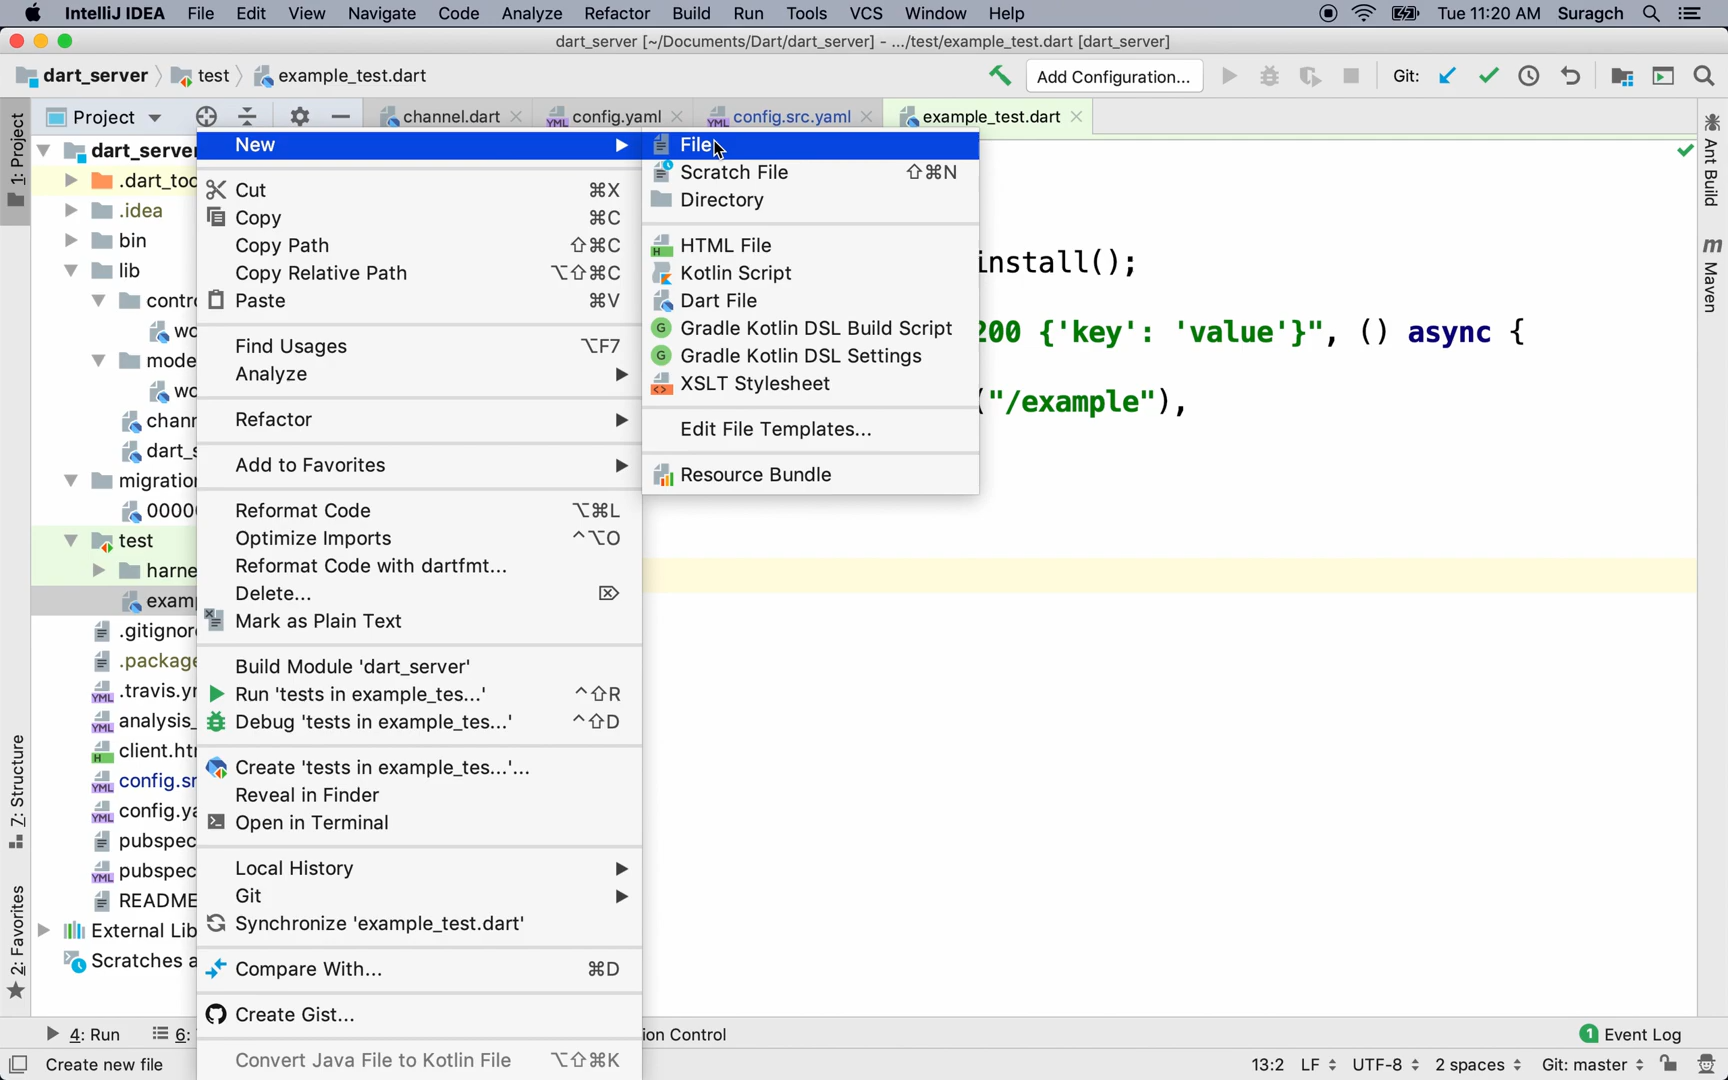 IntelliJ IDEA File Edit View Navigate Code Analyze Refactor Build Run Tools VCS Window Help Tue 11:20 AM Suragch
dart_server [~/Documents/Dart/dart_server] - .../test/example_test.dart [dart_server]
dart_server test example_test.dart Add Configuration... Git:
Project channel.dart config.yaml config.src.yaml example_test.dart
1: Project
Z: Structure
2: Favorites
dart_server
.dart_too
.idea
bin
lib
contr
wo
mode
wo
chann
dart_s
migration
0000
test
harne
examp
.gitignore
.package
.travis.ym
analysis_
client.htm
config.sr
config.ya
pubspec
pubspec
README
External Lib
Scratches a
New
Cut ⌘X
Copy ⌘C
Copy Path ⇧⌘C
Copy Relative Path ⌥⇧⌘C
Paste ⌘V
Find Usages ⌥F7
Analyze
Refactor
Add to Favorites
Reformat Code ⌥⌘L
Optimize Imports ^⌥O
Reformat Code with dartfmt...
Delete... ⌦
Mark as Plain Text
Build Module 'dart_server'
Run 'tests in example_tes...' ^⇧R
Debug 'tests in example_tes...' ^⇧D
Create 'tests in example_tes...'...
Reveal in Finder
Open in Terminal
Local History
Git
Synchronize 'example_test.dart'
Compare With... ⌘D
Create Gist...
Convert Java File to Kotlin File ⌥⇧⌘K
File
Scratch File ⇧⌘N
Directory
HTML File
Kotlin Script
Dart File
Gradle Kotlin DSL Build Script
Gradle Kotlin DSL Settings
XSLT Stylesheet
Edit File Templates...
Resource Bundle
install();
200 {'key': 'value'}", () async {
("/example"),
Ant Build
m Maven
4: Run 6: ion Control 1 Event Log
Create new file 13:2 LF UTF-8 2 spaces Git: master